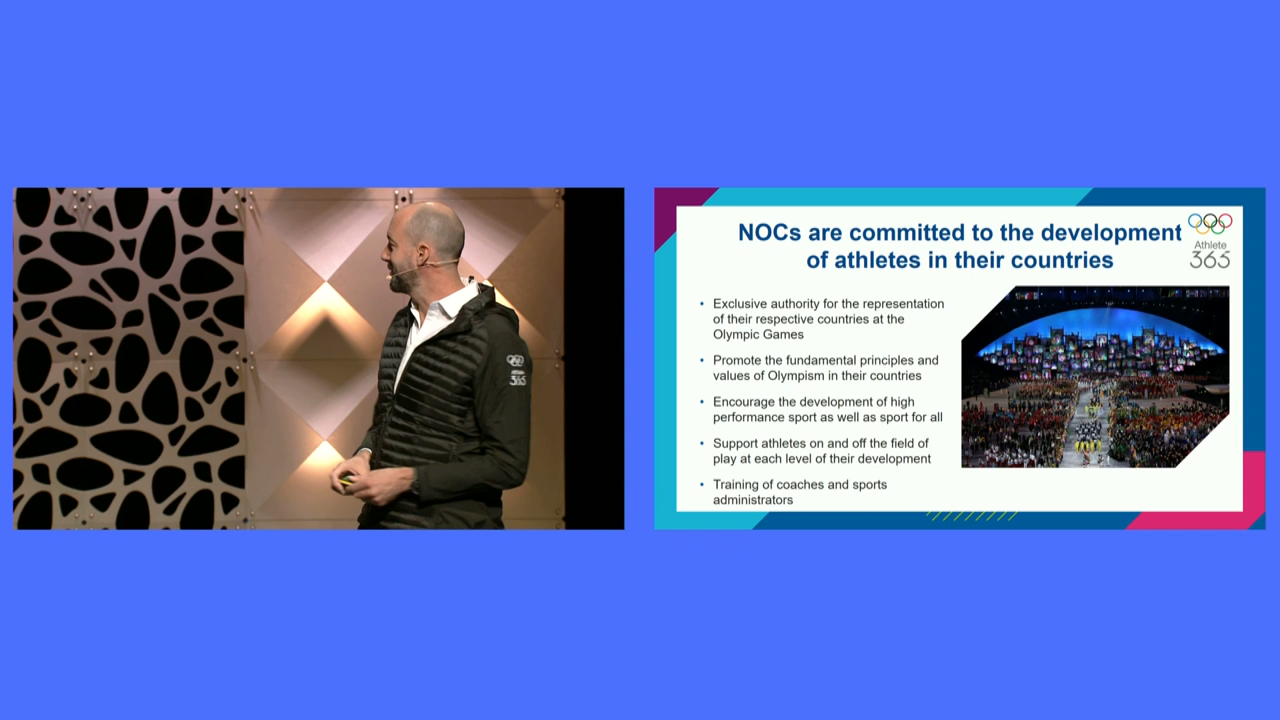 365
NOCs are committed to the development
of athletes in their countries
Athlete
365
• Exclusive authority for the representation
of their respective countries at the
Olympic Games
• Promote the fundamental principles and
values of Olympism in their countries
• Encourage the development of high
performance sport as well as sport for all
• Support athletes on and off the field of
play at each level of their development
• Training of coaches and sports
administrators